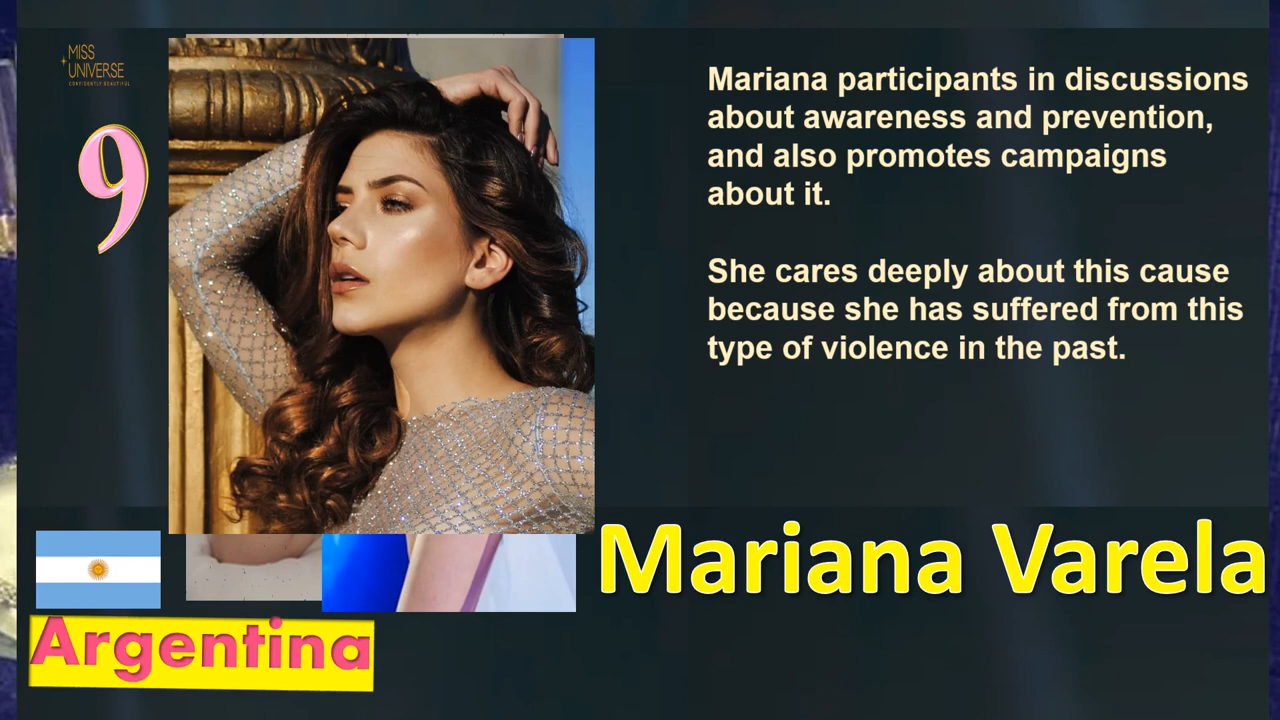 MISS
UNIVERSE
CONFIDENTLY BEAUTIFUL
9
Mariana participants in discussions
about awareness and prevention,
and also promotes campaigns
about it.
She cares deeply about this cause
because she has suffered from this
type of violence in the past.
Mariana Varela
Argentina